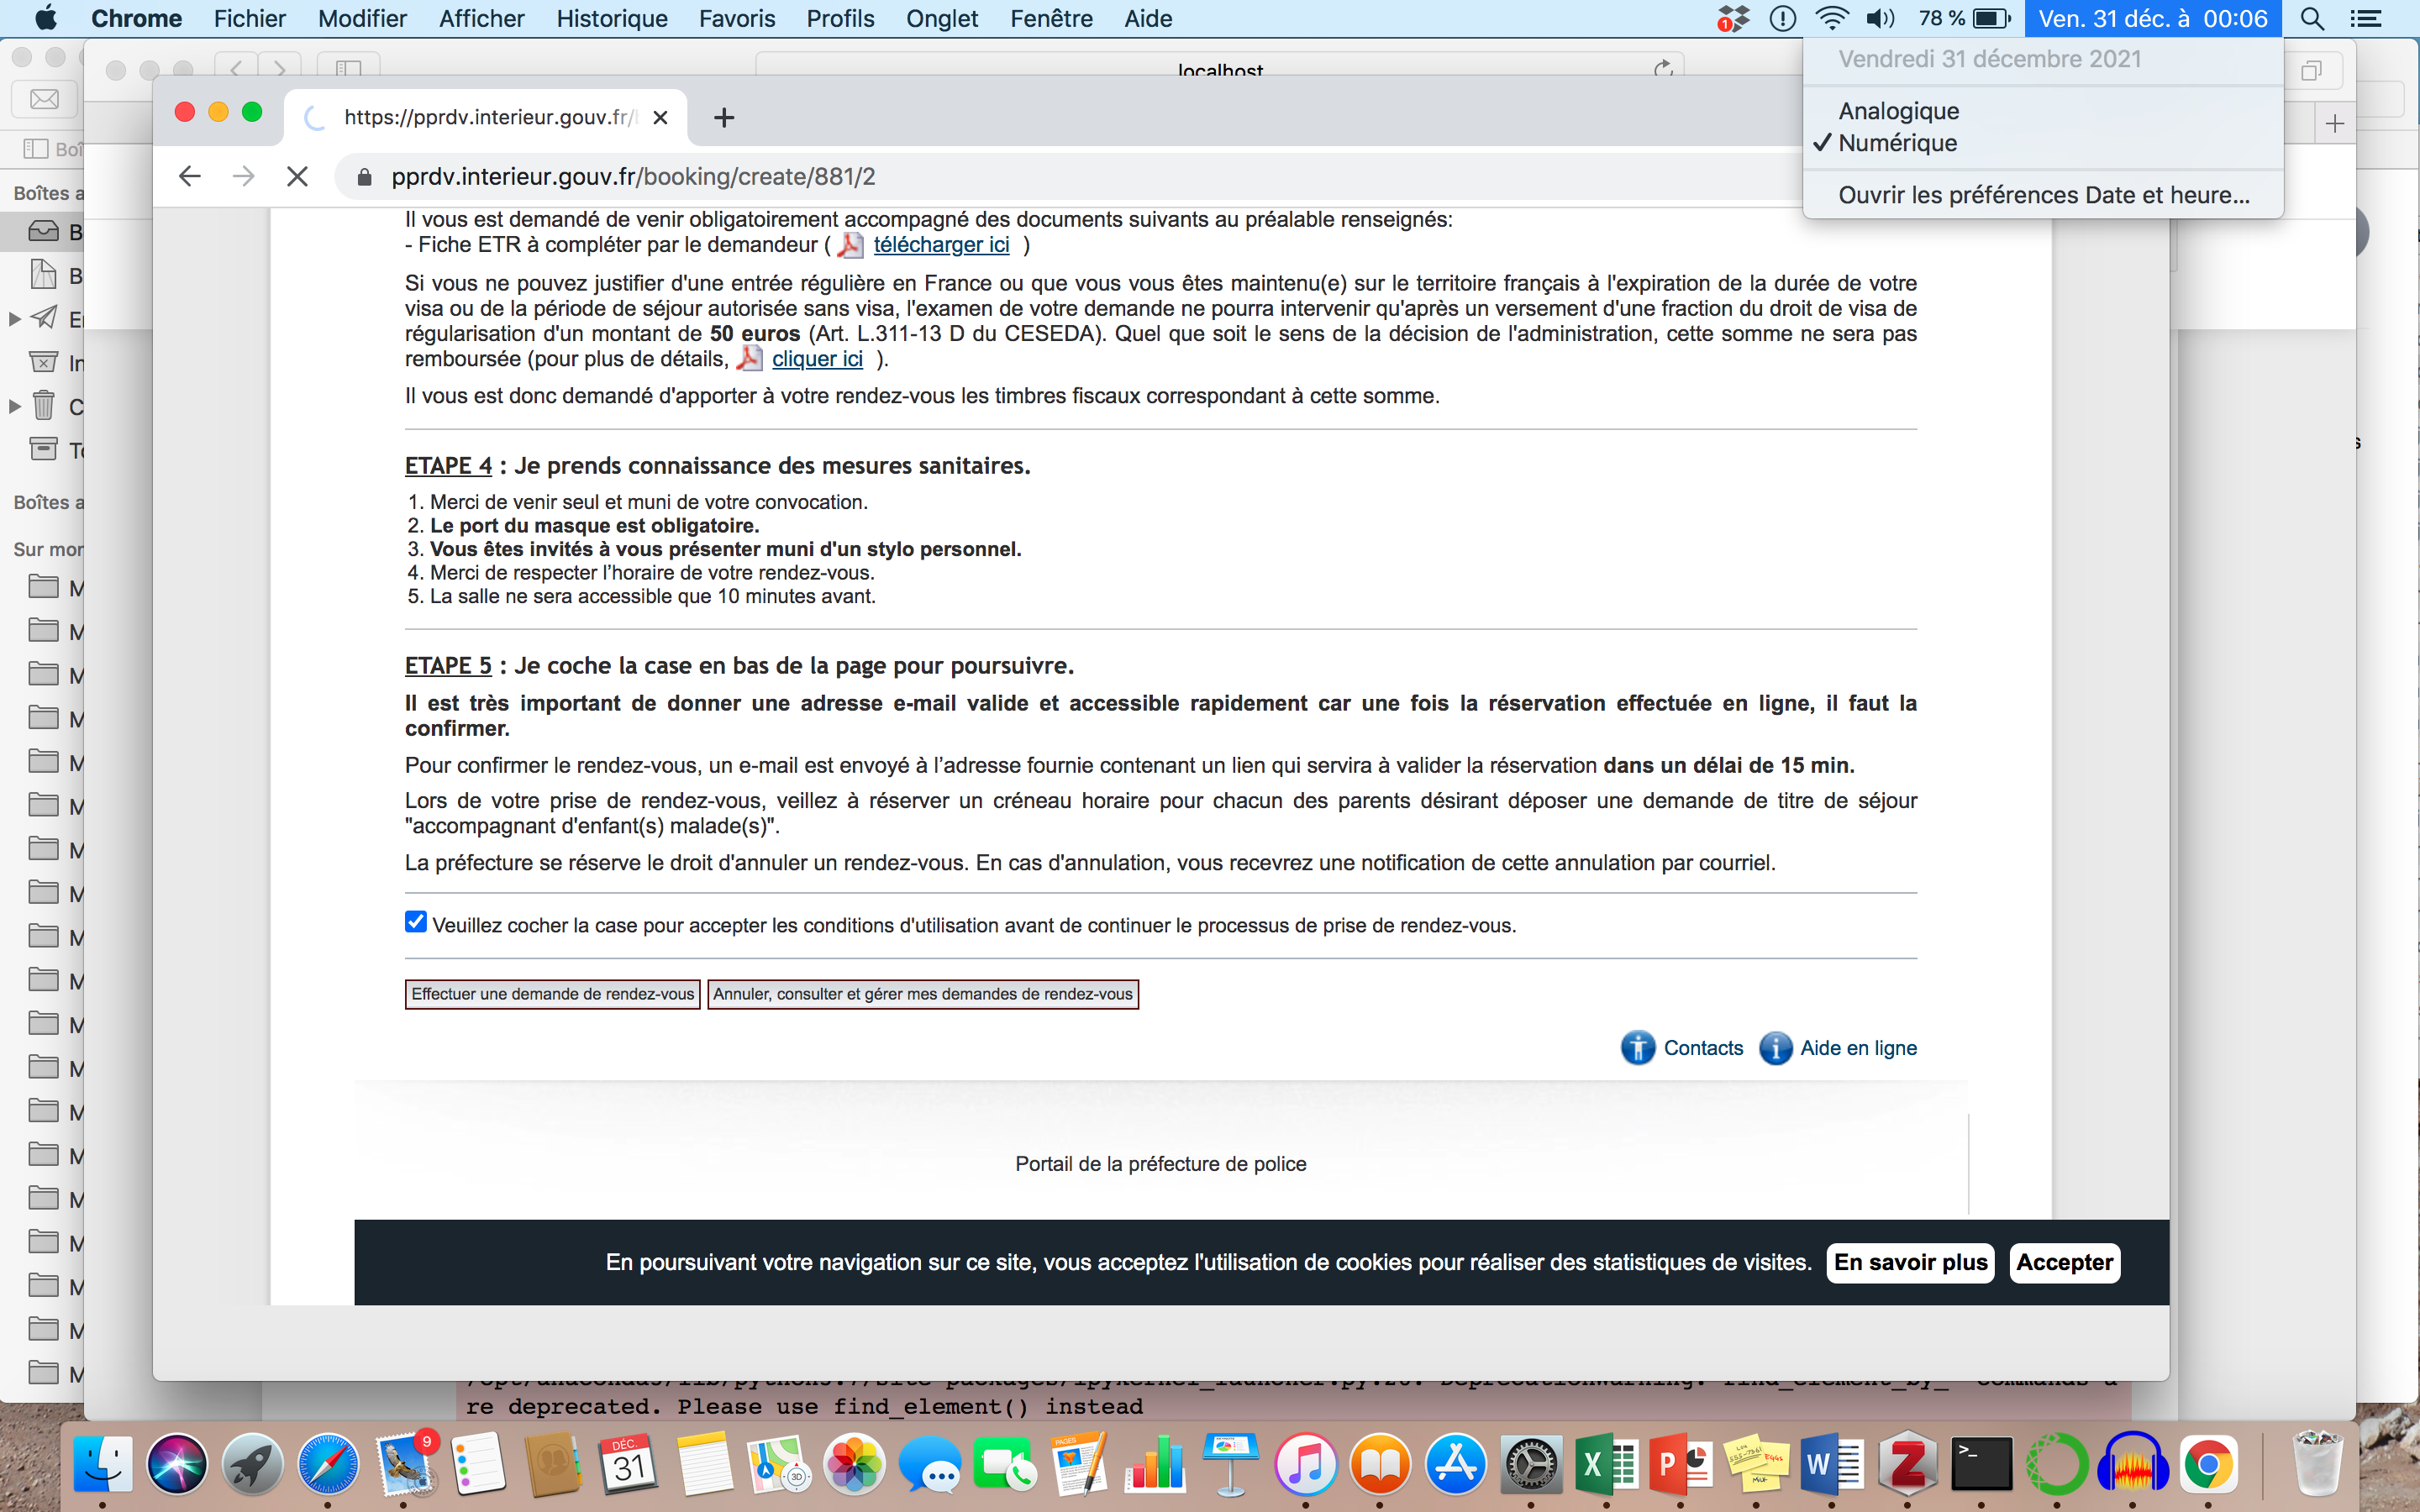 Chrome Fichier Modifier Afficher Historique Favoris Profils Onglet Fenêtre Aide 1 78 % Ven. 31 déc. à 00:06
Vendredi 31 décembre 2021
Analogique
✓ Numérique
Ouvrir les préférences Date et heure...
localhost
https://pprdv.interieur.gouv.fr/
pprdv.interieur.gouv.fr/booking/create/881/2
Boîtes a
Boîtes a
Sur mon
Il vous est demandé de venir obligatoirement accompagné des documents suivants au préalable renseignés:
- Fiche ETR à compléter par le demandeur ( télécharger ici )
Si vous ne pouvez justifier d'une entrée régulière en France ou que vous vous êtes maintenu(e) sur le territoire français à l'expiration de la durée de votre
visa ou de la période de séjour autorisée sans visa, l'examen de votre demande ne pourra intervenir qu'après un versement d'une fraction du droit de visa de
régularisation d'un montant de 50 euros (Art. L.311-13 D du CESEDA). Quel que soit le sens de la décision de l'administration, cette somme ne sera pas
remboursée (pour plus de détails, cliquer ici ).
Il vous est donc demandé d'apporter à votre rendez-vous les timbres fiscaux correspondant à cette somme.
ETAPE 4 : Je prends connaissance des mesures sanitaires.
1. Merci de venir seul et muni de votre convocation.
2. Le port du masque est obligatoire.
3. Vous êtes invités à vous présenter muni d'un stylo personnel.
4. Merci de respecter l’horaire de votre rendez-vous.
5. La salle ne sera accessible que 10 minutes avant.
ETAPE 5 : Je coche la case en bas de la page pour poursuivre.
Il est très important de donner une adresse e-mail valide et accessible rapidement car une fois la réservation effectuée en ligne, il faut la
confirmer.
Pour confirmer le rendez-vous, un e-mail est envoyé à l’adresse fournie contenant un lien qui servira à valider la réservation dans un délai de 15 min.
Lors de votre prise de rendez-vous, veillez à réserver un créneau horaire pour chacun des parents désirant déposer une demande de titre de séjour
"accompagnant d'enfant(s) malade(s)".
La préfecture se réserve le droit d'annuler un rendez-vous. En cas d'annulation, vous recevrez une notification de cette annulation par courriel.
Veuillez cocher la case pour accepter les conditions d'utilisation avant de continuer le processus de prise de rendez-vous.
Effectuer une demande de rendez-vous Annuler, consulter et gérer mes demandes de rendez-vous
Contacts Aide en ligne
Portail de la préfecture de police
En poursuivant votre navigation sur ce site, vous acceptez l'utilisation de cookies pour réaliser des statistiques de visites. En savoir plus Accepter
re deprecated. Please use find_element() instead
9 DÉC. 31 PAGES 3D